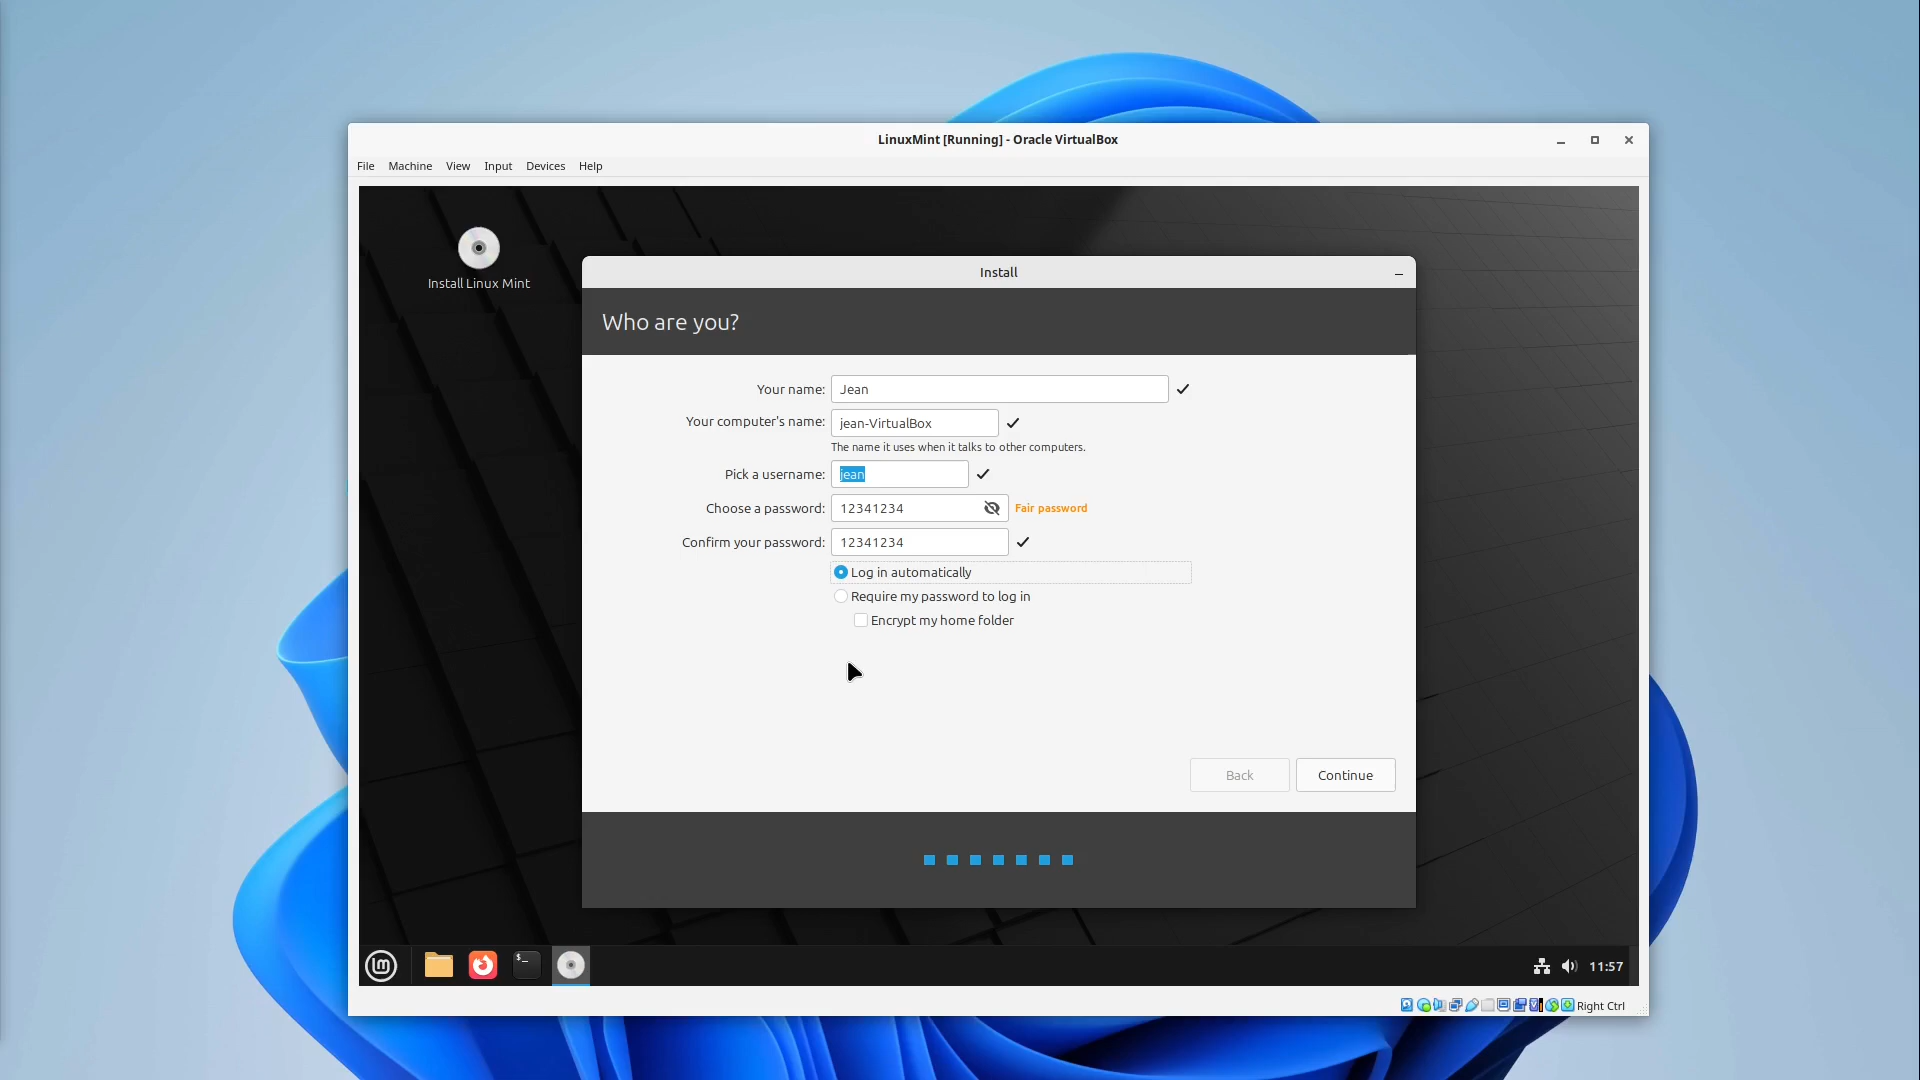 LinuxMint [Running] - Oracle VirtualBox
File Machine View Input Devices Help
Install Linux Mint
Install
Who are you?
Your name: Jean
Your computer's name: jean-VirtualBox
The name it uses when it talks to other computers.
Pick a username: jean
Choose a password: 12341234 Fair password
Confirm your password: 12341234
Log in automatically
Require my password to log in
Encrypt my home folder
Back Continue
$_
11:57
Right Ctrl